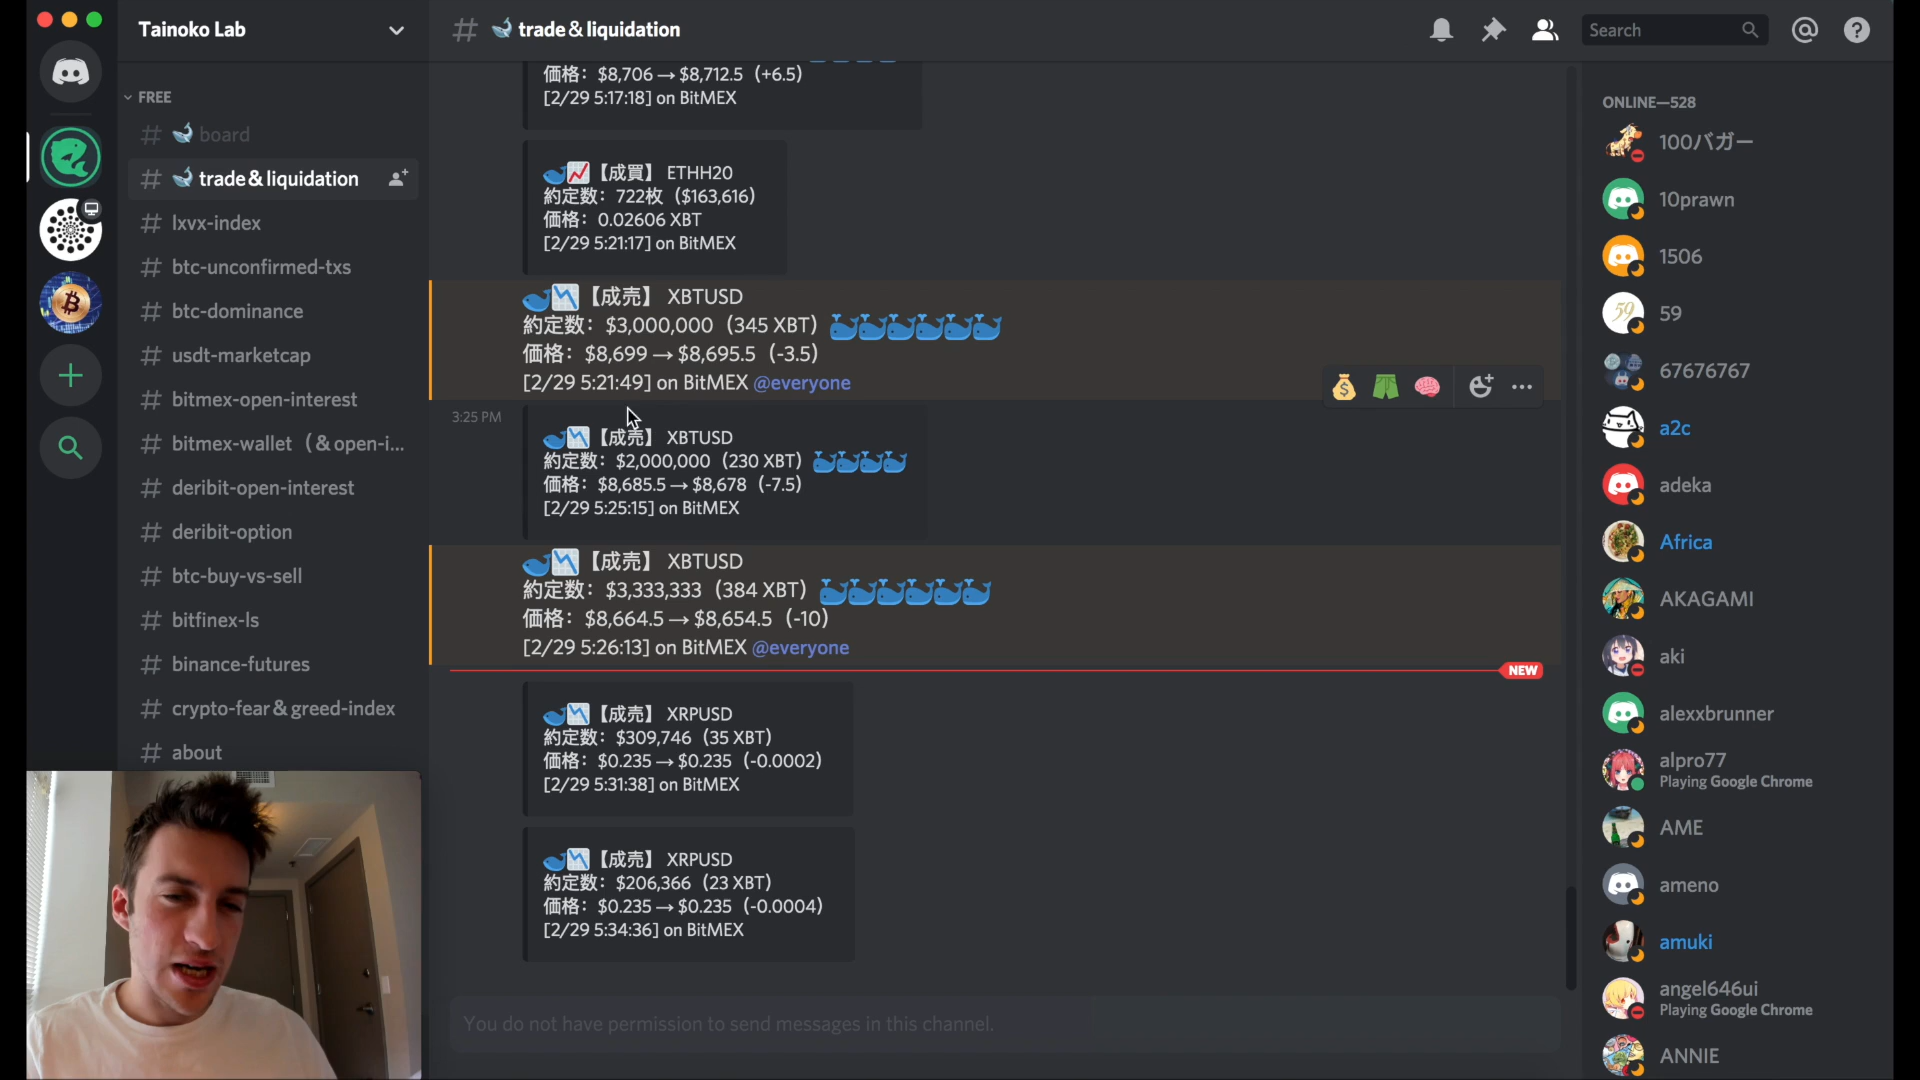 Tainoko Lab
FREE
board
trade&liquidation
lxvx-index
btc-unconfirmed-txs
btc-dominance
usdt-marketcap
bitmex-open-interest
bitmex-wallet（&open-i...
deribit-open-interest
deribit-option
btc-buy-vs-sell
bitfinex-ls
binance-futures
crypto-fear&greed-index
about
trade&liquidation
Search
価格：$8,706→$8,712.5（+6.5）
[2/29 5:17:18] on BitMEX
【成買】 ETHH20
約定数：722枚（$163,616）
価格：0.02606 XBT
[2/29 5:21:17] on BitMEX
【成売】 XBTUSD
約定数：$3,000,000（345 XBT）
価格：$8,699→$8,695.5（-3.5）
[2/29 5:21:49] on BitMEX @everyone
3:25 PM
【成売】 XBTUSD
約定数：$2,000,000（230 XBT）
価格：$8,685.5→$8,678（-7.5）
[2/29 5:25:15] on BitMEX
【成売】 XBTUSD
約定数：$3,333,333（384 XBT）
価格：$8,664.5→$8,654.5（-10）
[2/29 5:26:13] on BitMEX @everyone
NEW
【成売】 XRPUSD
約定数：$309,746（35 XBT）
価格：$0.235→$0.235（-0.0002）
[2/29 5:31:38] on BitMEX
【成売】 XRPUSD
約定数：$206,366（23 XBT）
価格：$0.235→$0.235（-0.0004）
[2/29 5:34:36] on BitMEX
You do not have permission to send messages in this channel.
ONLINE—528
100バガー
10prawn
1506
59
59
67676767
a2c
adeka
Africa
AKAGAMI
aki
alexxbrunner
alpro77
Playing Google Chrome
AME
ameno
amuki
angel646ui
Playing Google Chrome
ANNIE